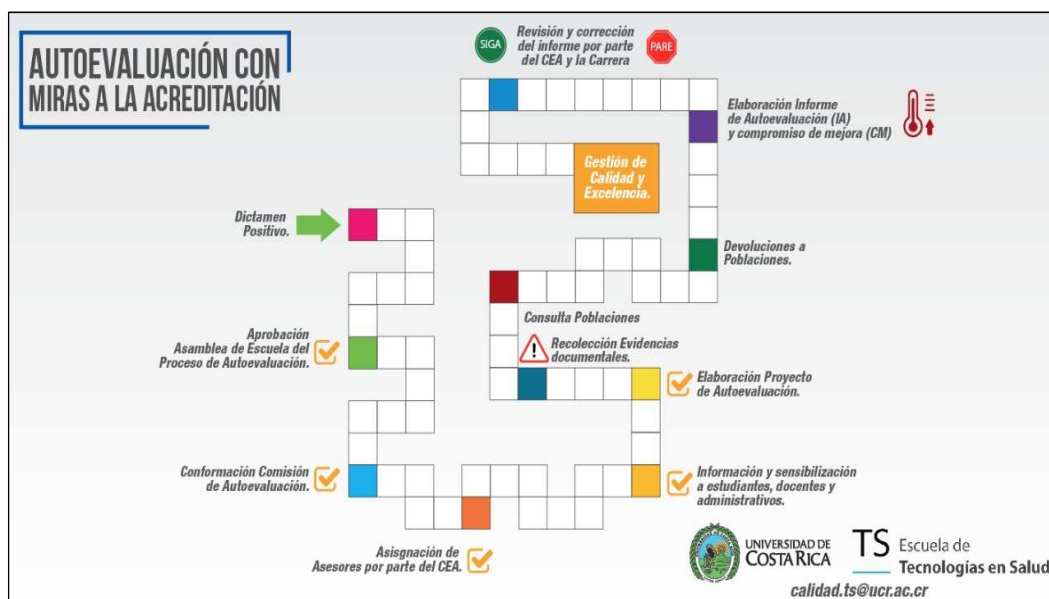 AUTOEVALUACIÓN CON
MIRAS A LA ACREDITACIÓN
SIGA
Revisión y corrección
del informe por parte
del CEA y la Carrera
PARE
Elaboración Informe
de Autoevaluación (IA)
y compromiso de mejora (CM)
Gestión de
Calidad y
Excelencia.
Dictamen
Positivo.
Devoluciones a
Poblaciones.
Consulta Poblaciones
Recolección Evidencias
documentales.
Aprobación
Asamblea de Escuela del
Proceso de Autoevaluación.
Elaboración Proyecto
de Autoevaluación.
Conformación Comisión
de Autoevaluación.
Información y sensibilización
a estudiantes, docentes y
administrativos.
Asisgnación de
Asesores por parte del CEA.
UNIVERSIDAD DE
COSTA RICA
TS Escuela de
Tecnologías en Salud
calidad.ts@ucr.ac.cr